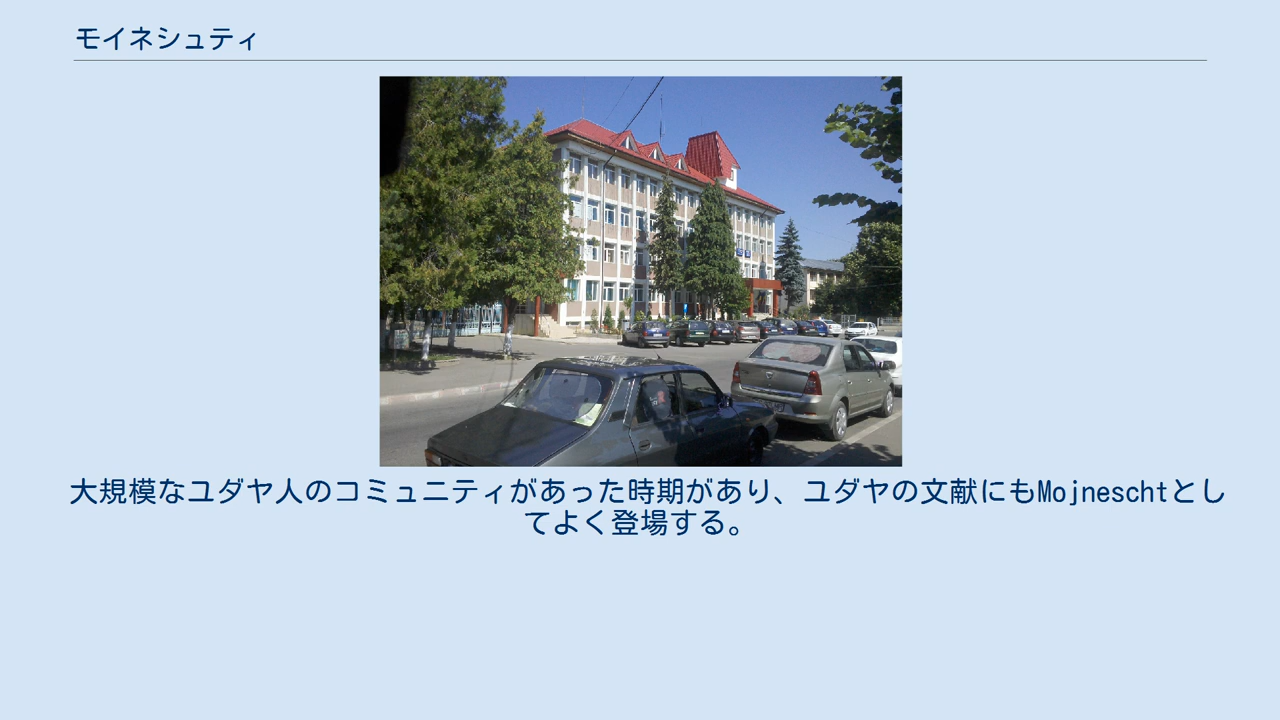 モイネシュティ
大規模なユダヤ人のコミュニティがあった時期があり、ユダヤの文献にもMojneschtとし
てよく登場する。